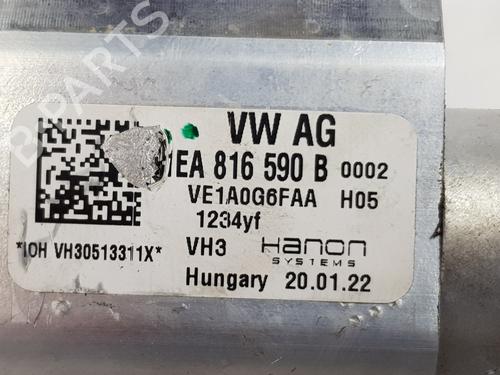 VW AG
1EA 816 590 B 0002
VE1A0G6FAA H05
1234yf
*IOH VH30513311X* VH3 Hanon
SYSTEMS
Hungary 20.01.22
B-PARTS